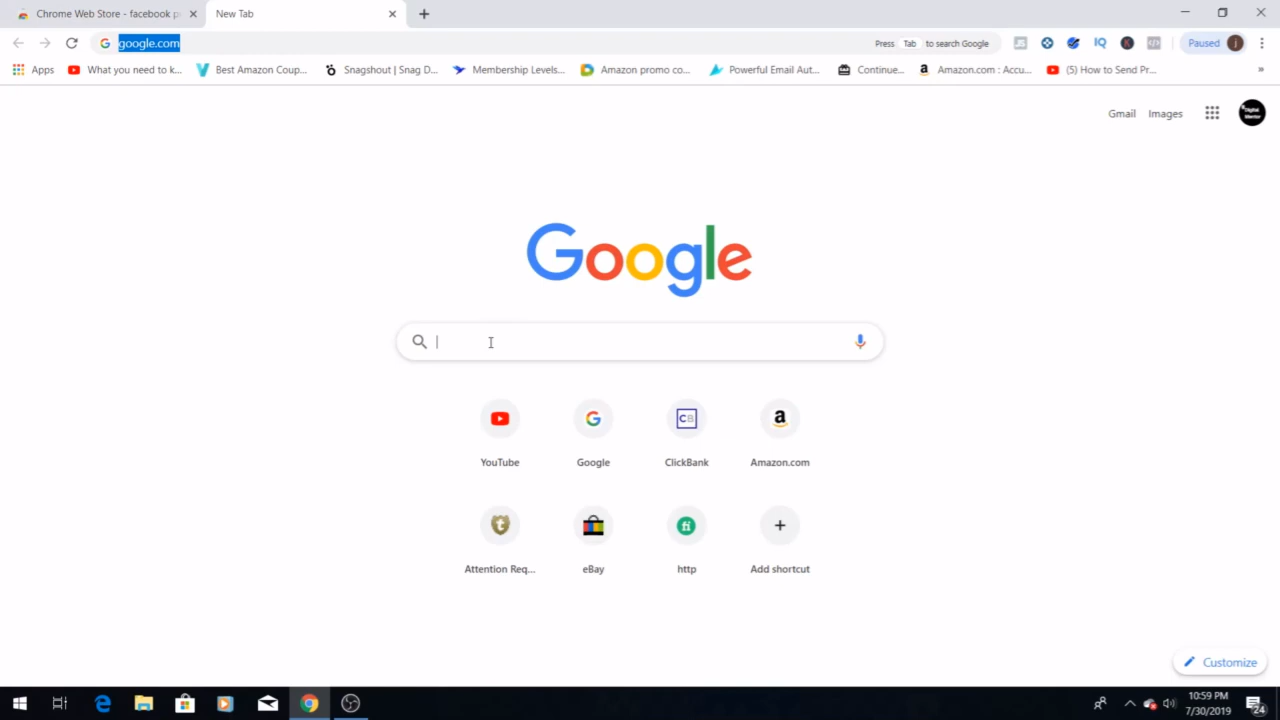 Chrome Web Store - facebook p
New Tab
google.com
Press Tab to search Google
Paused
Apps
What you need to k...
Best Amazon Coup...
Snagshout | Snag D...
Membership Levels...
Amazon promo co...
Powerful Email Aut...
Continue...
Amazon.com : Accu...
(5) How to Send Pr...
Gmail
Images
Google
YouTube
Google
CB
ClickBank
Amazon.com
Attention Req...
eBay
fi
http
Add shortcut
Customize
10:59 PM
7/30/2019
24